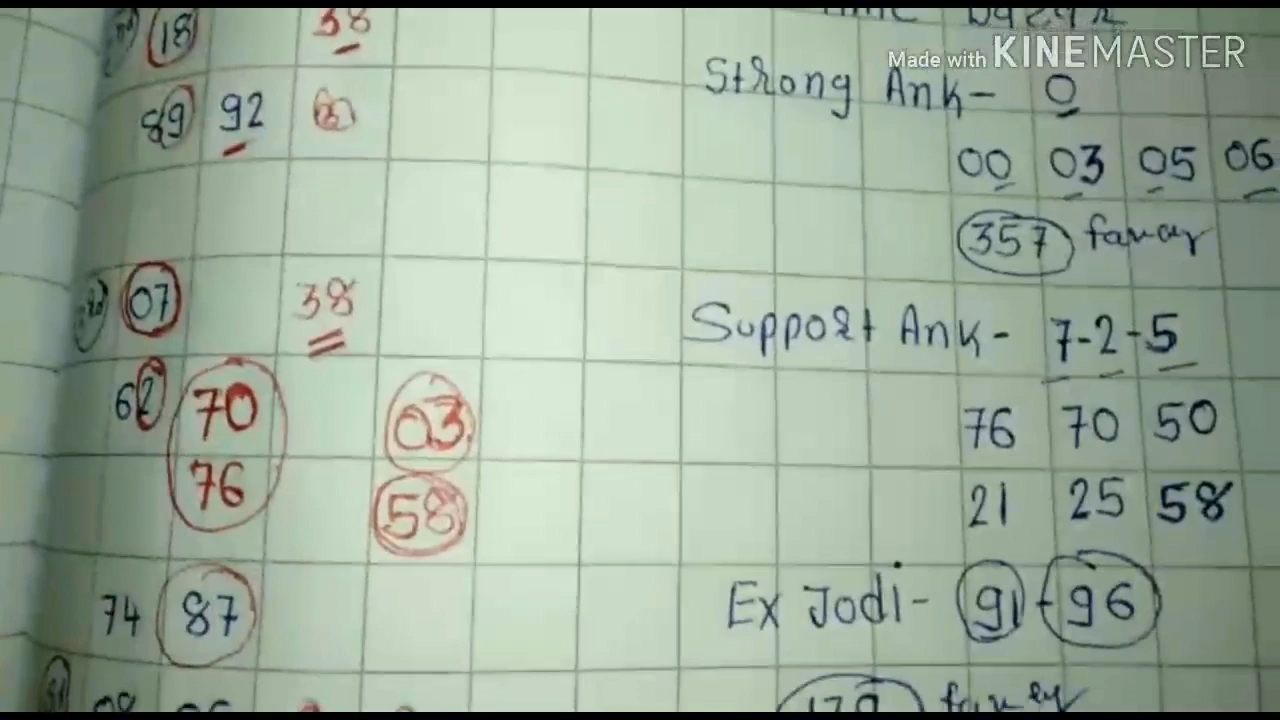 18 38
89 92
Made with KINEMASTER
Strong Ank- 0
00 03 05 06
357 faway
07 38
62 70 03
76 58
74 87
Support Ank- 7-2-5
76 70 50
21 25 58
Ex Jodi- 91-96